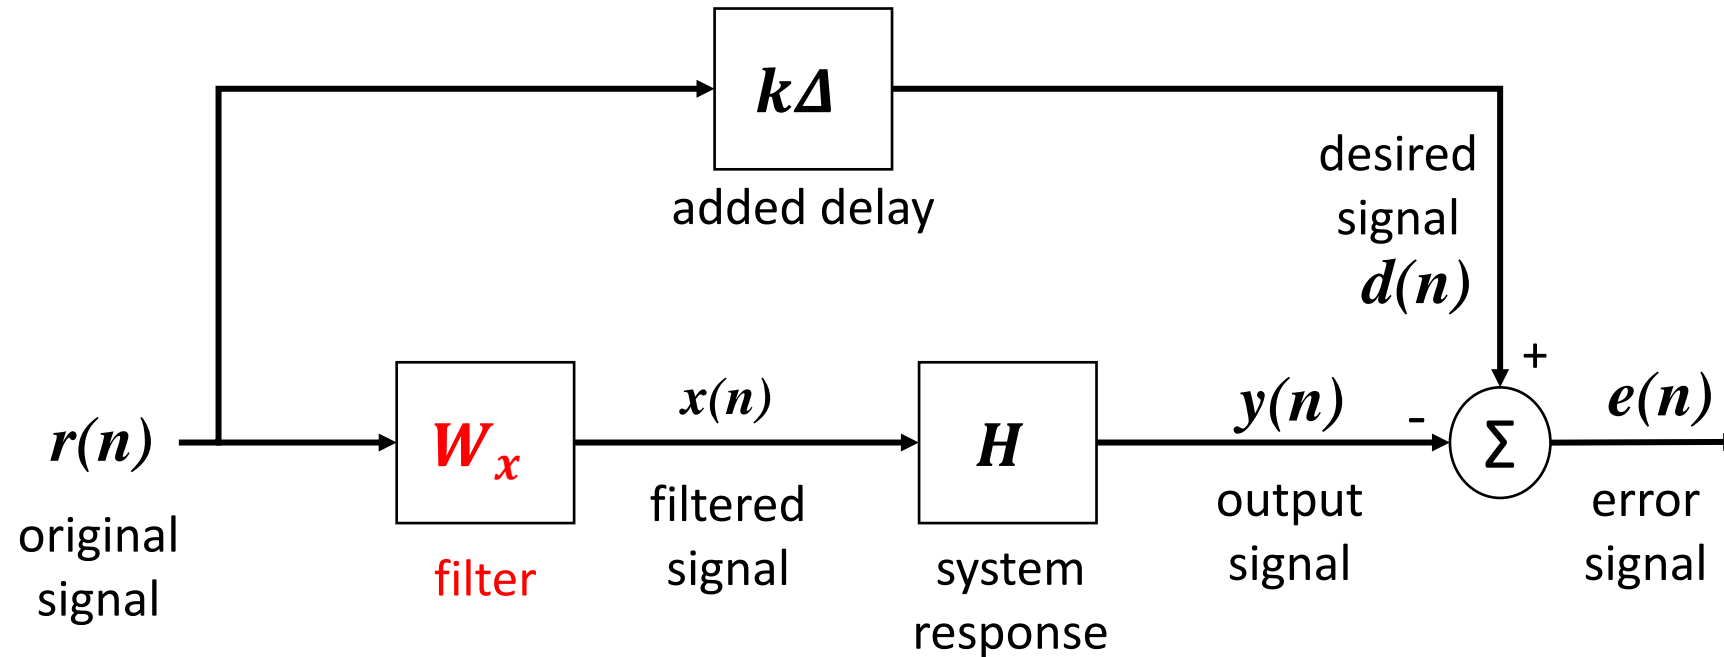 kΔ
added delay
desired
signal
d(n)
+
r(n)
original
signal
W_x
filter
x(n)
filtered
signal
H
system
response
y(n)
output
signal
-
Σ
e(n)
error
signal